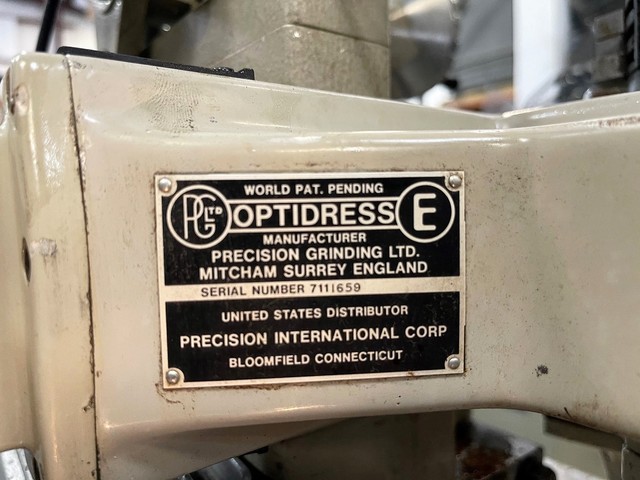 WORLD PAT. PENDING
PG LTD OPTIDRESS E
MANUFACTURER
PRECISION GRINDING LTD.
MITCHAM SURREY ENGLAND
SERIAL NUMBER 7111659
UNITED STATES DISTRIBUTOR
PRECISION INTERNATIONAL CORP
BLOOMFIELD CONNECTICUT